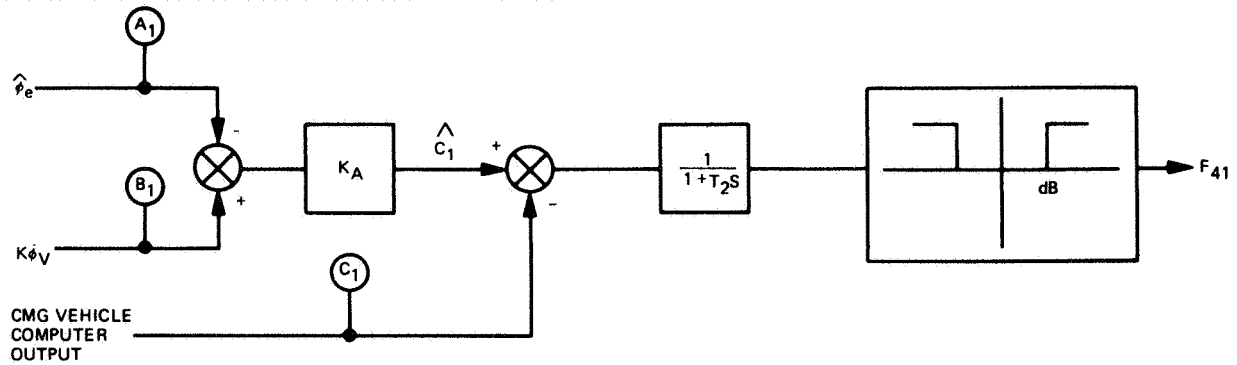 A1
φ̂e
-
KA
Ĉ1
+
-
1
1 + T2S
dB
F41
B1
+
Kφ̇V
C1
CMG VEHICLE
COMPUTER
OUTPUT